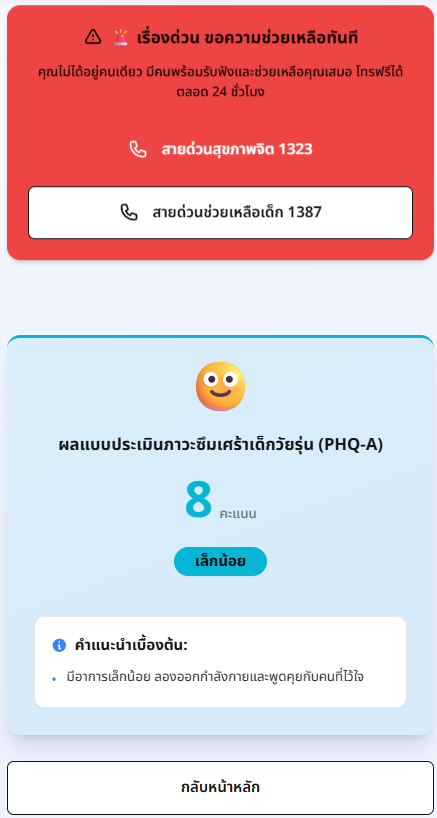 เรื่องด่วน ขอความช่วยเหลือทันที
คุณไม่ได้อยู่คนเดียว มีคนพร้อมรับฟังและช่วยเหลือคุณเสมอ โทรฟรีได้
ตลอด 24 ชั่วโมง
สายด่วนสุขภาพจิต 1323
สายด่วนช่วยเหลือเด็ก 1387
ผลแบบประเมินภาวะซึมเศร้าเด็กวัยรุ่น (PHQ-A)
8 คะแนน
เล็กน้อย
คำแนะนำเบื้องต้น:
• มีอาการเล็กน้อย ลองออกกำลังกายและพูดคุยกับคนที่ไว้ใจ
กลับหน้าหลัก